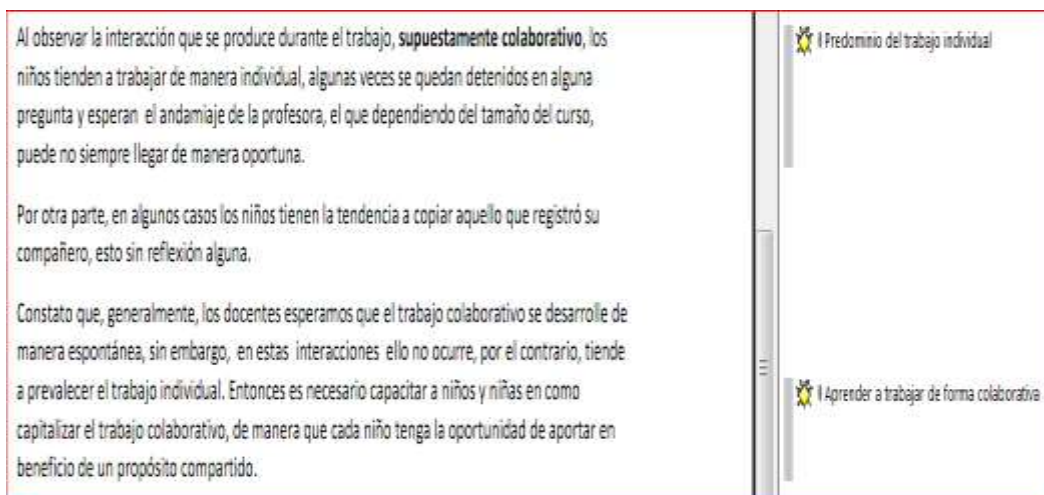 Al observar la interacción que se produce durante el trabajo, supuestamente colaborativo, los
niños tienden a trabajar de manera individual, algunas veces se quedan detenidos en alguna
pregunta y esperan el andamiaje de la profesora, el que dependiendo del tamaño del curso,
puede no siempre llegar de manera oportuna.
Por otra parte, en algunos casos los niños tienen la tendencia a copiar aquello que registró su
compañero, esto sin reflexión alguna.
Constato que, generalmente, los docentes esperamos que el trabajo colaborativo se desarrolle de
manera espontánea, sin embargo, en estas interacciones ello no ocurre, por el contrario, tiende
a prevalecer el trabajo individual. Entonces es necesario capacitar a niños y niñas en como
capitalizar el trabajo colaborativo, de manera que cada niño tenga la oportunidad de aportar en
beneficio de un propósito compartido.
Predominio del trabajo individual
Aprender a trabajar de forma colaborativa